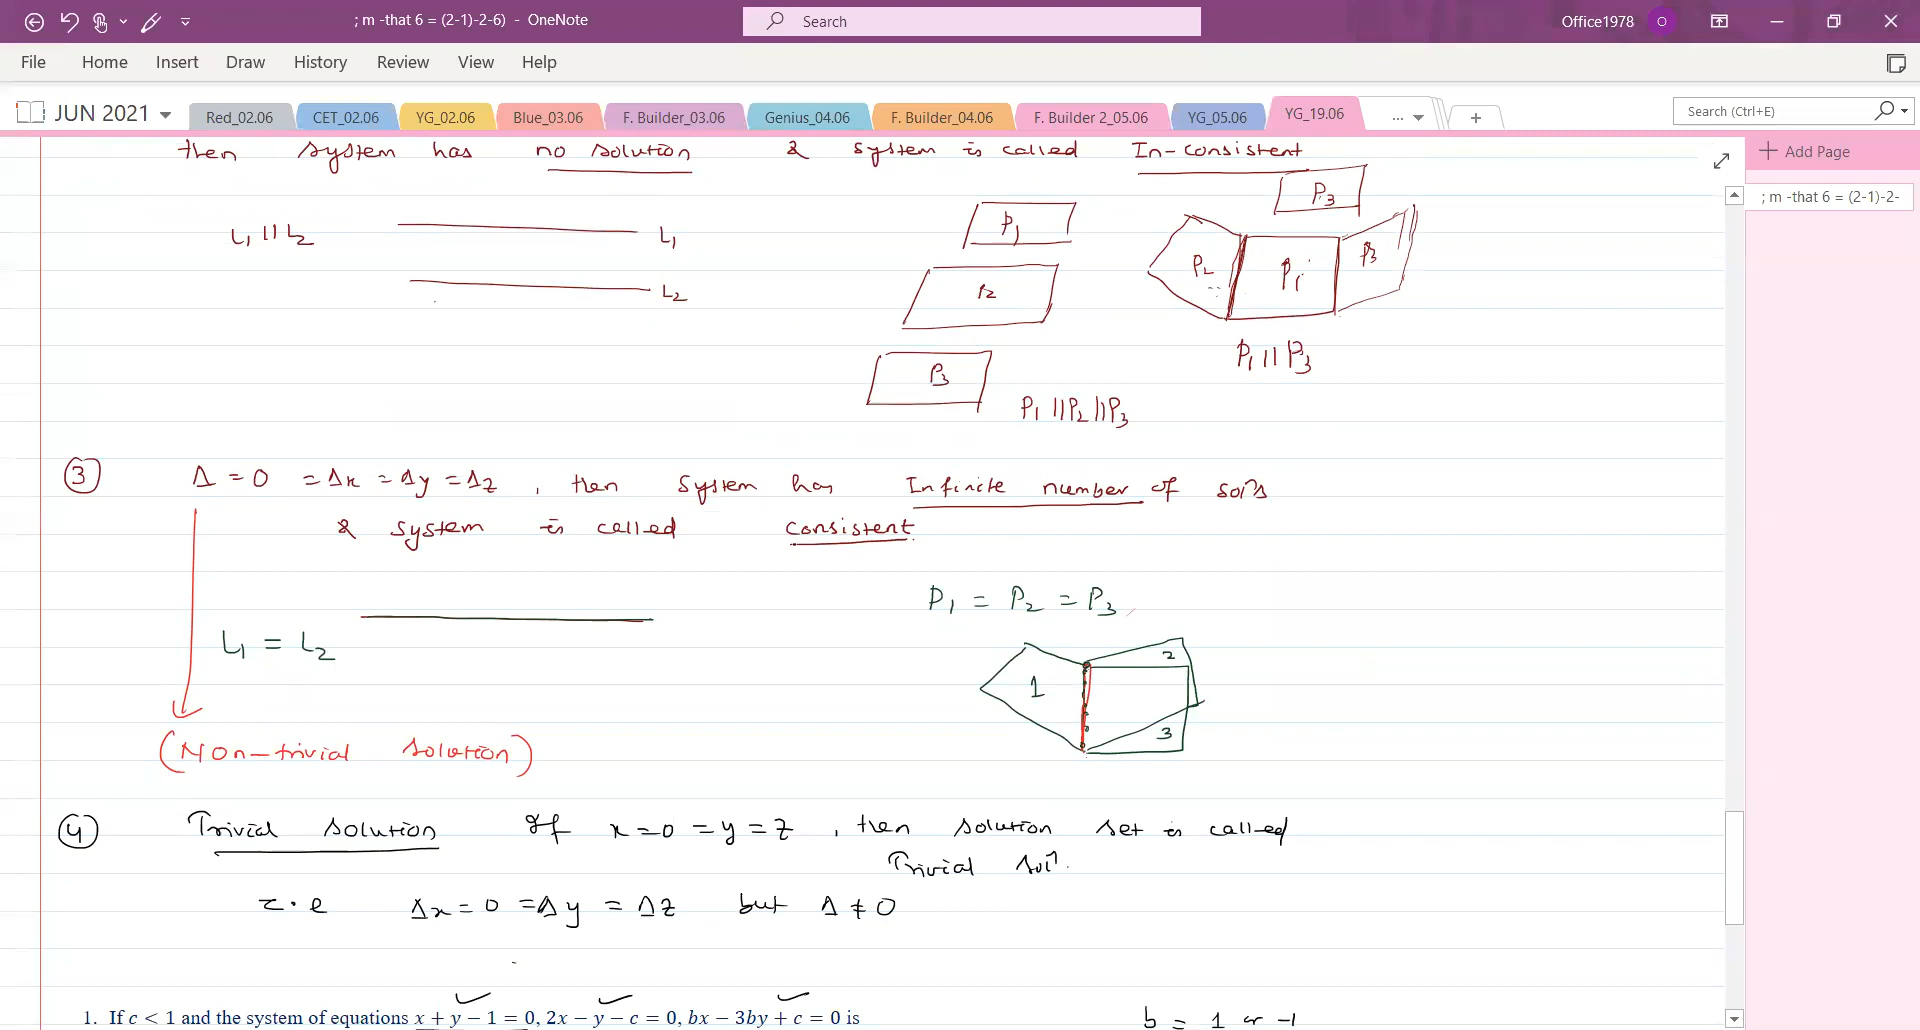 ; m -that 6 = (2-1)-2-6) - OneNote
Search
Office1978
O
File Home Insert Draw History Review View Help
JUN 2021
Red_02.06 CET_02.06 YG_02.06 Blue_03.06 F. Builder_03.06 Genius_04.06 F. Builder_04.06 F. Builder 2_05.06 YG_05.06 YG_19.06 ... +
Search (Ctrl+E)
Add Page
; m -that 6 = (2-1)-2-
then system has no solution & system is called In-consistent
L₁ || L₂
L₁
L₂
P₁
P₂
P₃
P₁ || P₂ || P₃
P₃
P₂ P₁ P₃
P₁ || P₃
③ Δ = 0 = Δx = Δy = Δz , then system has Infinite number of solⁿs
& system is called consistent.
L₁ = L₂
P₁ = P₂ = P₃
1
2
3
(Non-trivial solution)
④ Trivial solution If x = 0 = y = z , then solution set is called
Trivial solⁿ.
i.e Δx = 0 = Δy = Δz but Δ ≠ 0
1. If c < 1 and the system of equations x + y − 1 = 0, 2x − y − c = 0, bx − 3by + c = 0 is
b = 1 or -1